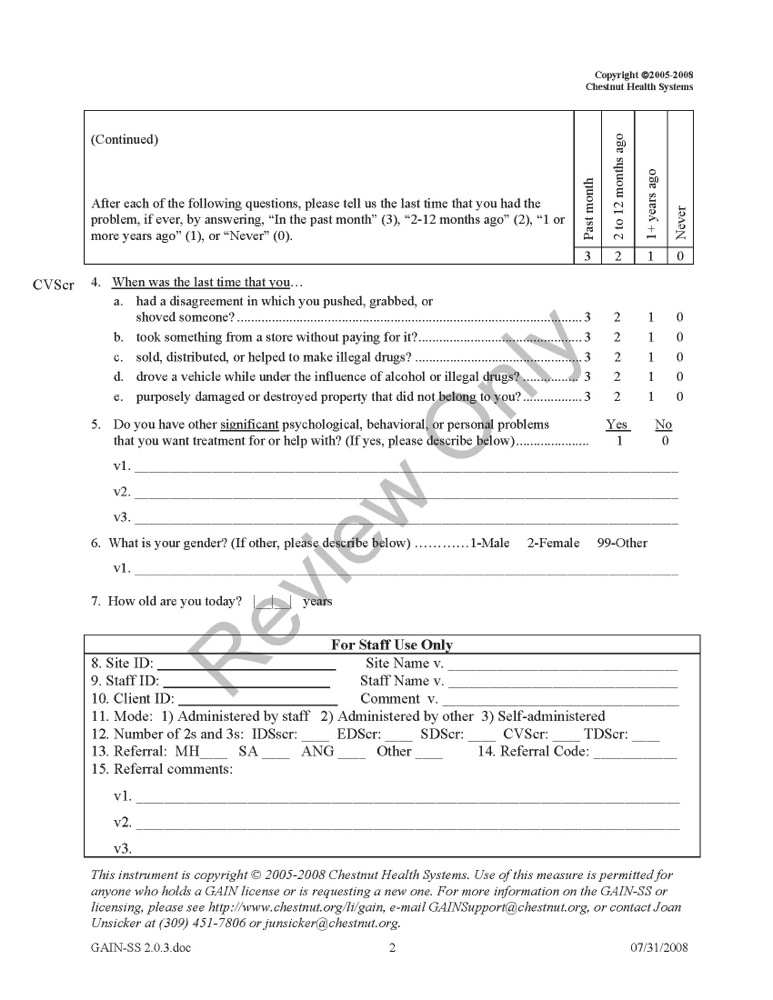 Copyright ©2005-2008
Chestnut Health Systems
(Continued)
After each of the following questions, please tell us the last time that you had the
problem, if ever, by answering, “In the past month” (3), “2-12 months ago” (2), “1 or
more years ago” (1), or “Never” (0).
Past month
2 to 12 months ago
1+ years ago
Never
3 2 1 0
CVScr
4. When was the last time that you…
a. had a disagreement in which you pushed, grabbed, or
shoved someone? .................................................................................................. 3 2 1 0
b. took something from a store without paying for it?.............................................. 3 2 1 0
c. sold, distributed, or helped to make illegal drugs? ............................................... 3 2 1 0
d. drove a vehicle while under the influence of alcohol or illegal drugs? ................ 3 2 1 0
e. purposely damaged or destroyed property that did not belong to you? ................. 3 2 1 0
5. Do you have other significant psychological, behavioral, or personal problems Yes No
that you want treatment for or help with? (If yes, please describe below)..................... 1 0
v1. ____________________
v2. ____________________
v3. ____________________
6. What is your gender? (If other, please describe below) …………1-Male 2-Female 99-Other
v1. ____________________
7. How old are you today? |__|__| years
For Staff Use Only
8. Site ID: ____________________ Site Name v. ____________________
9. Staff ID: ____________________ Staff Name v. ____________________
10. Client ID: ____________________ Comment v. ____________________
11. Mode: 1) Administered by staff 2) Administered by other 3) Self-administered
12. Number of 2s and 3s: IDSscr: ____ EDScr: ____ SDScr: ____ CVScr: ____ TDScr: ____
13. Referral: MH____ SA ____ ANG ____ Other ____ 14. Referral Code: ____________
15. Referral comments:
v1. ____________________
v2. ____________________
v3.
This instrument is copyright © 2005-2008 Chestnut Health Systems. Use of this measure is permitted for
anyone who holds a GAIN license or is requesting a new one. For more information on the GAIN-SS or
licensing, please see http://www.chestnut.org/li/gain, e-mail GAINSupport@chestnut.org, or contact Joan
Unsicker at (309) 451-7806 or junsicker@chestnut.org.
GAIN-SS 2.0.3.doc 2 07/31/2008
Review Only